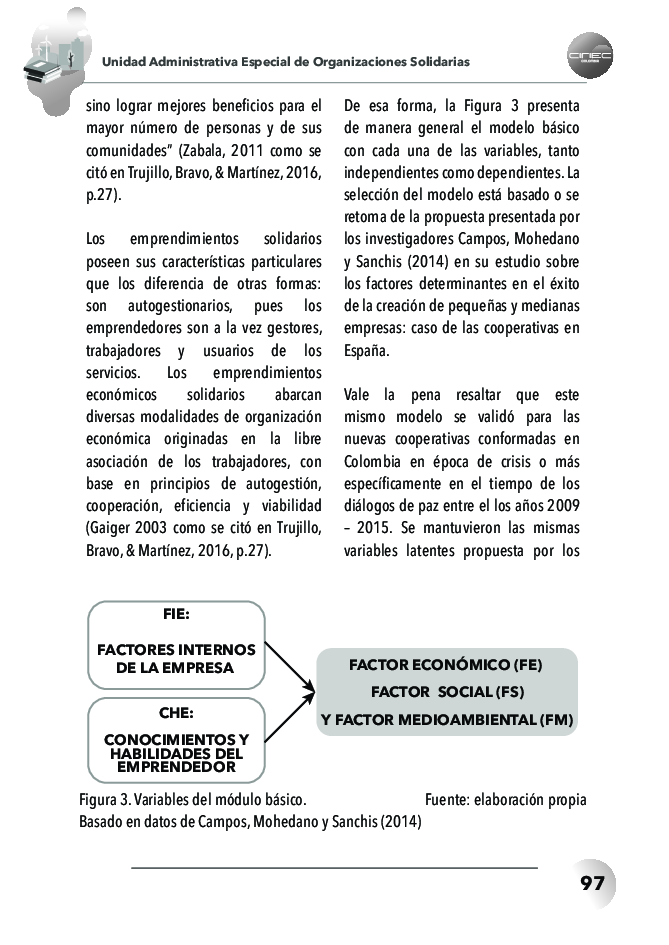 Unidad Administrativa Especial de Organizaciones Solidarias
CINEC
COLOMBIA
sino lograr mejores beneficios para el
mayor número de personas y de sus
comunidades” (Zabala, 2011 como se
citó en Trujillo, Bravo, & Martínez, 2016,
p.27).
Los emprendimientos solidarios
poseen sus características particulares
que los diferencia de otras formas:
son autogestionarios, pues los
emprendedores son a la vez gestores,
trabajadores y usuarios de los
servicios. Los emprendimientos
económicos solidarios abarcan
diversas modalidades de organización
económica originadas en la libre
asociación de los trabajadores, con
base en principios de autogestión,
cooperación, eficiencia y viabilidad
(Gaiger 2003 como se citó en Trujillo,
Bravo, & Martínez, 2016, p.27).
De esa forma, la Figura 3 presenta
de manera general el modelo básico
con cada una de las variables, tanto
independientes como dependientes. La
selección del modelo está basado o se
retoma de la propuesta presentada por
los investigadores Campos, Mohedano
y Sanchis (2014) en su estudio sobre
los factores determinantes en el éxito
de la creación de pequeñas y medianas
empresas: caso de las cooperativas en
España.
Vale la pena resaltar que este
mismo modelo se validó para las
nuevas cooperativas conformadas en
Colombia en época de crisis o más
específicamente en el tiempo de los
diálogos de paz entre el los años 2009
– 2015. Se mantuvieron las mismas
variables latentes propuesta por los
FIE:
FACTORES INTERNOS
DE LA EMPRESA
CHE:
CONOCIMIENTOS Y
HABILIDADES DEL
EMPRENDEDOR
FACTOR ECONÓMICO (FE)
FACTOR SOCIAL (FS)
Y FACTOR MEDIOAMBIENTAL (FM)
Figura 3. Variables del módulo básico. Fuente: elaboración propia
Basado en datos de Campos, Mohedano y Sanchis (2014)
97